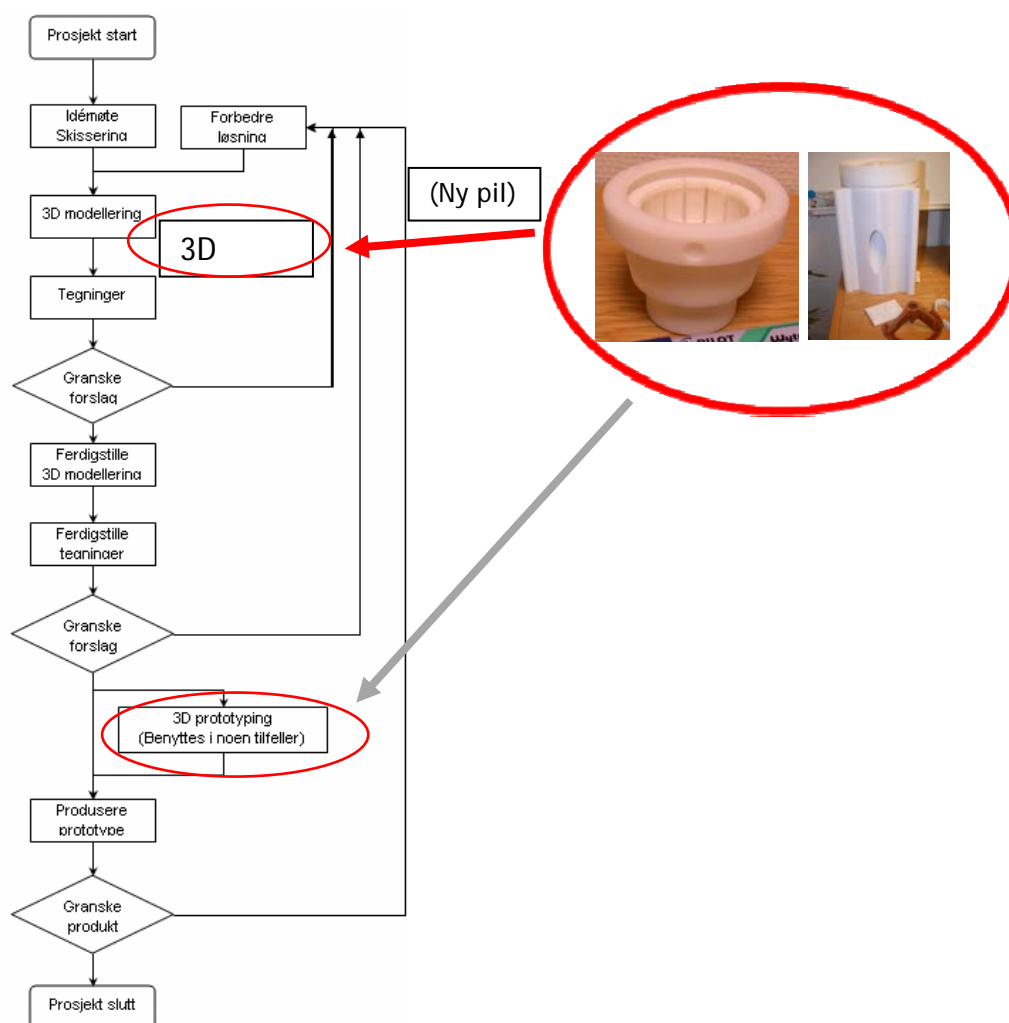 Prosjekt start
Idémøte
Skissering
Forbedre
løsning
3D modellering
(Ny pil)
3D
Tegninger
Granske
forslag
Ferdigstille
3D modellering
Ferdigstille
tegninger
Granske
forslag
3D prototyping
(Benyttes i noen tilfeller)
Produsere
prototype
Granske
produkt
Prosjekt slutt
PILOT